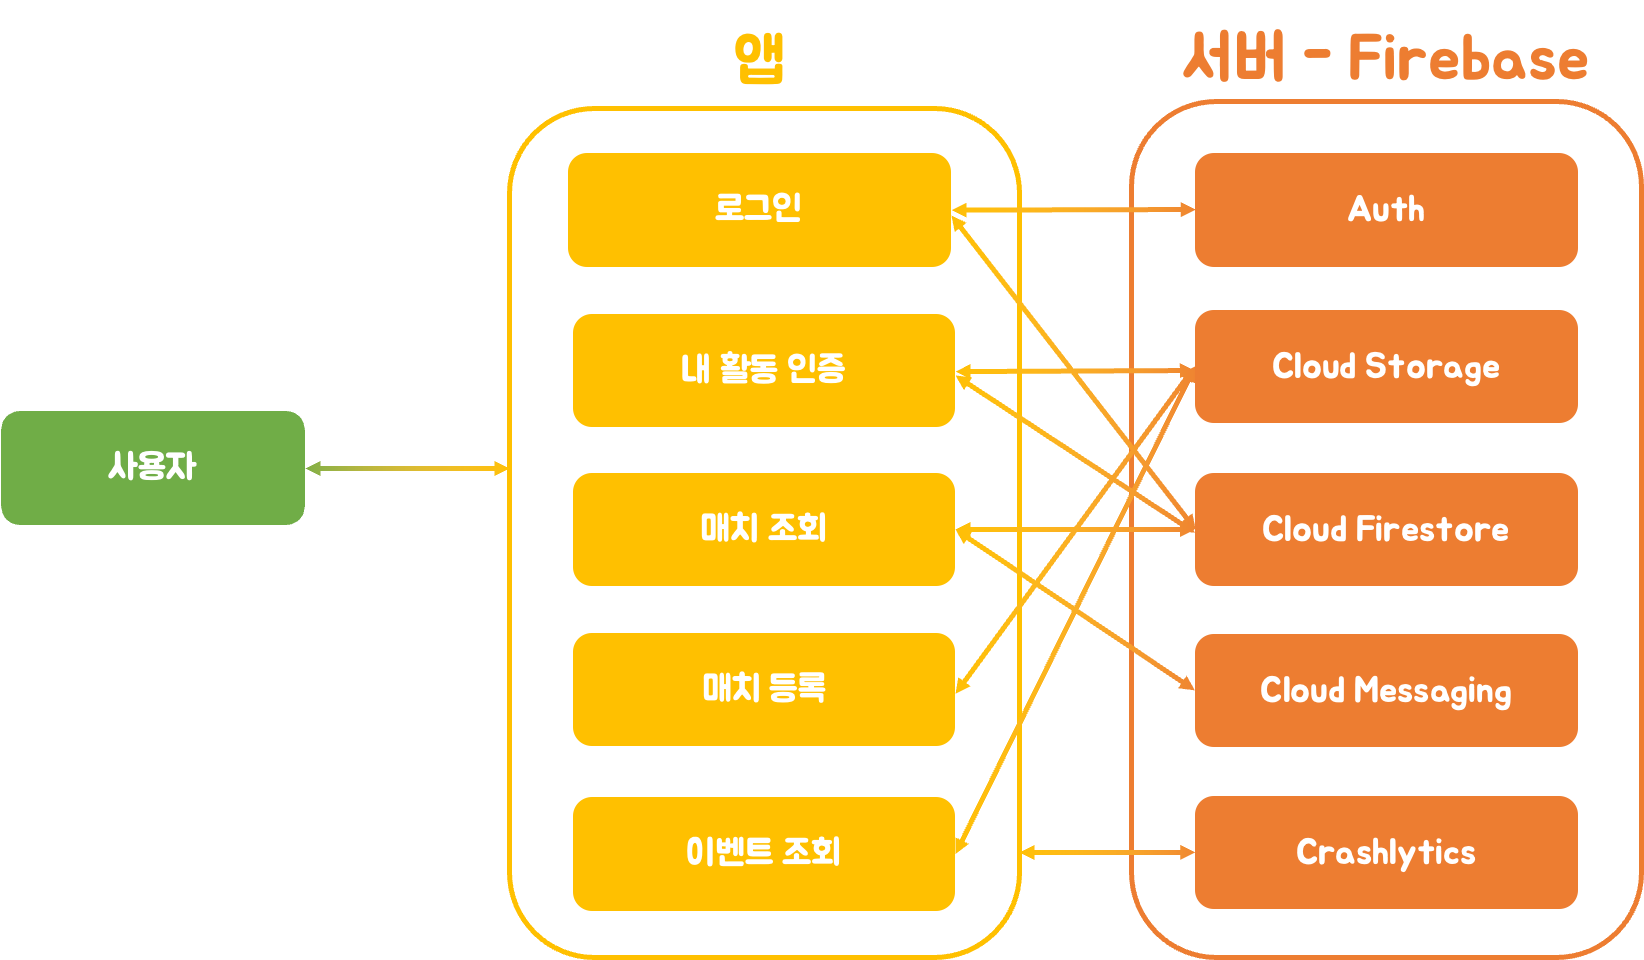 앱
서버 - Firebase
로그인
Auth
내 활동 인증
Cloud Storage
사용자
매치 조회
Cloud Firestore
매치 등록
Cloud Messaging
이벤트 조회
Crashlytics